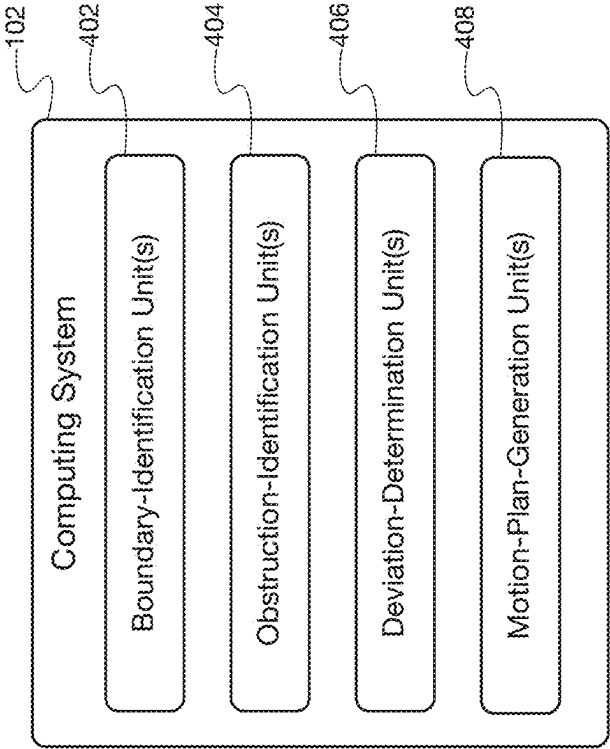 Computing System
102
Boundary-Identification Unit(s)
402
Obstruction-Identification Unit(s)
404
Deviation-Determination Unit(s)
406
Motion-Plan-Generation Unit(s)
408